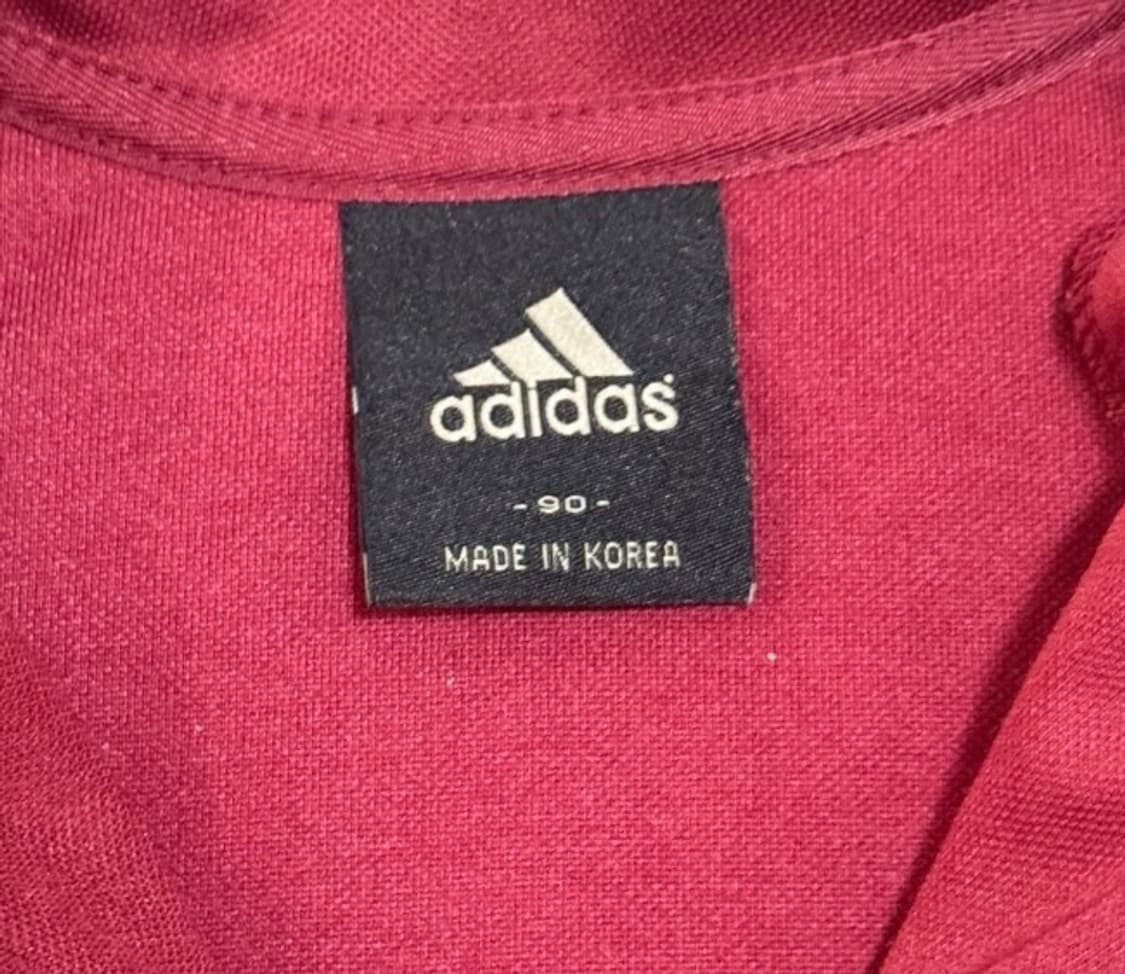 adidas
- 90 -
MADE IN KOREA